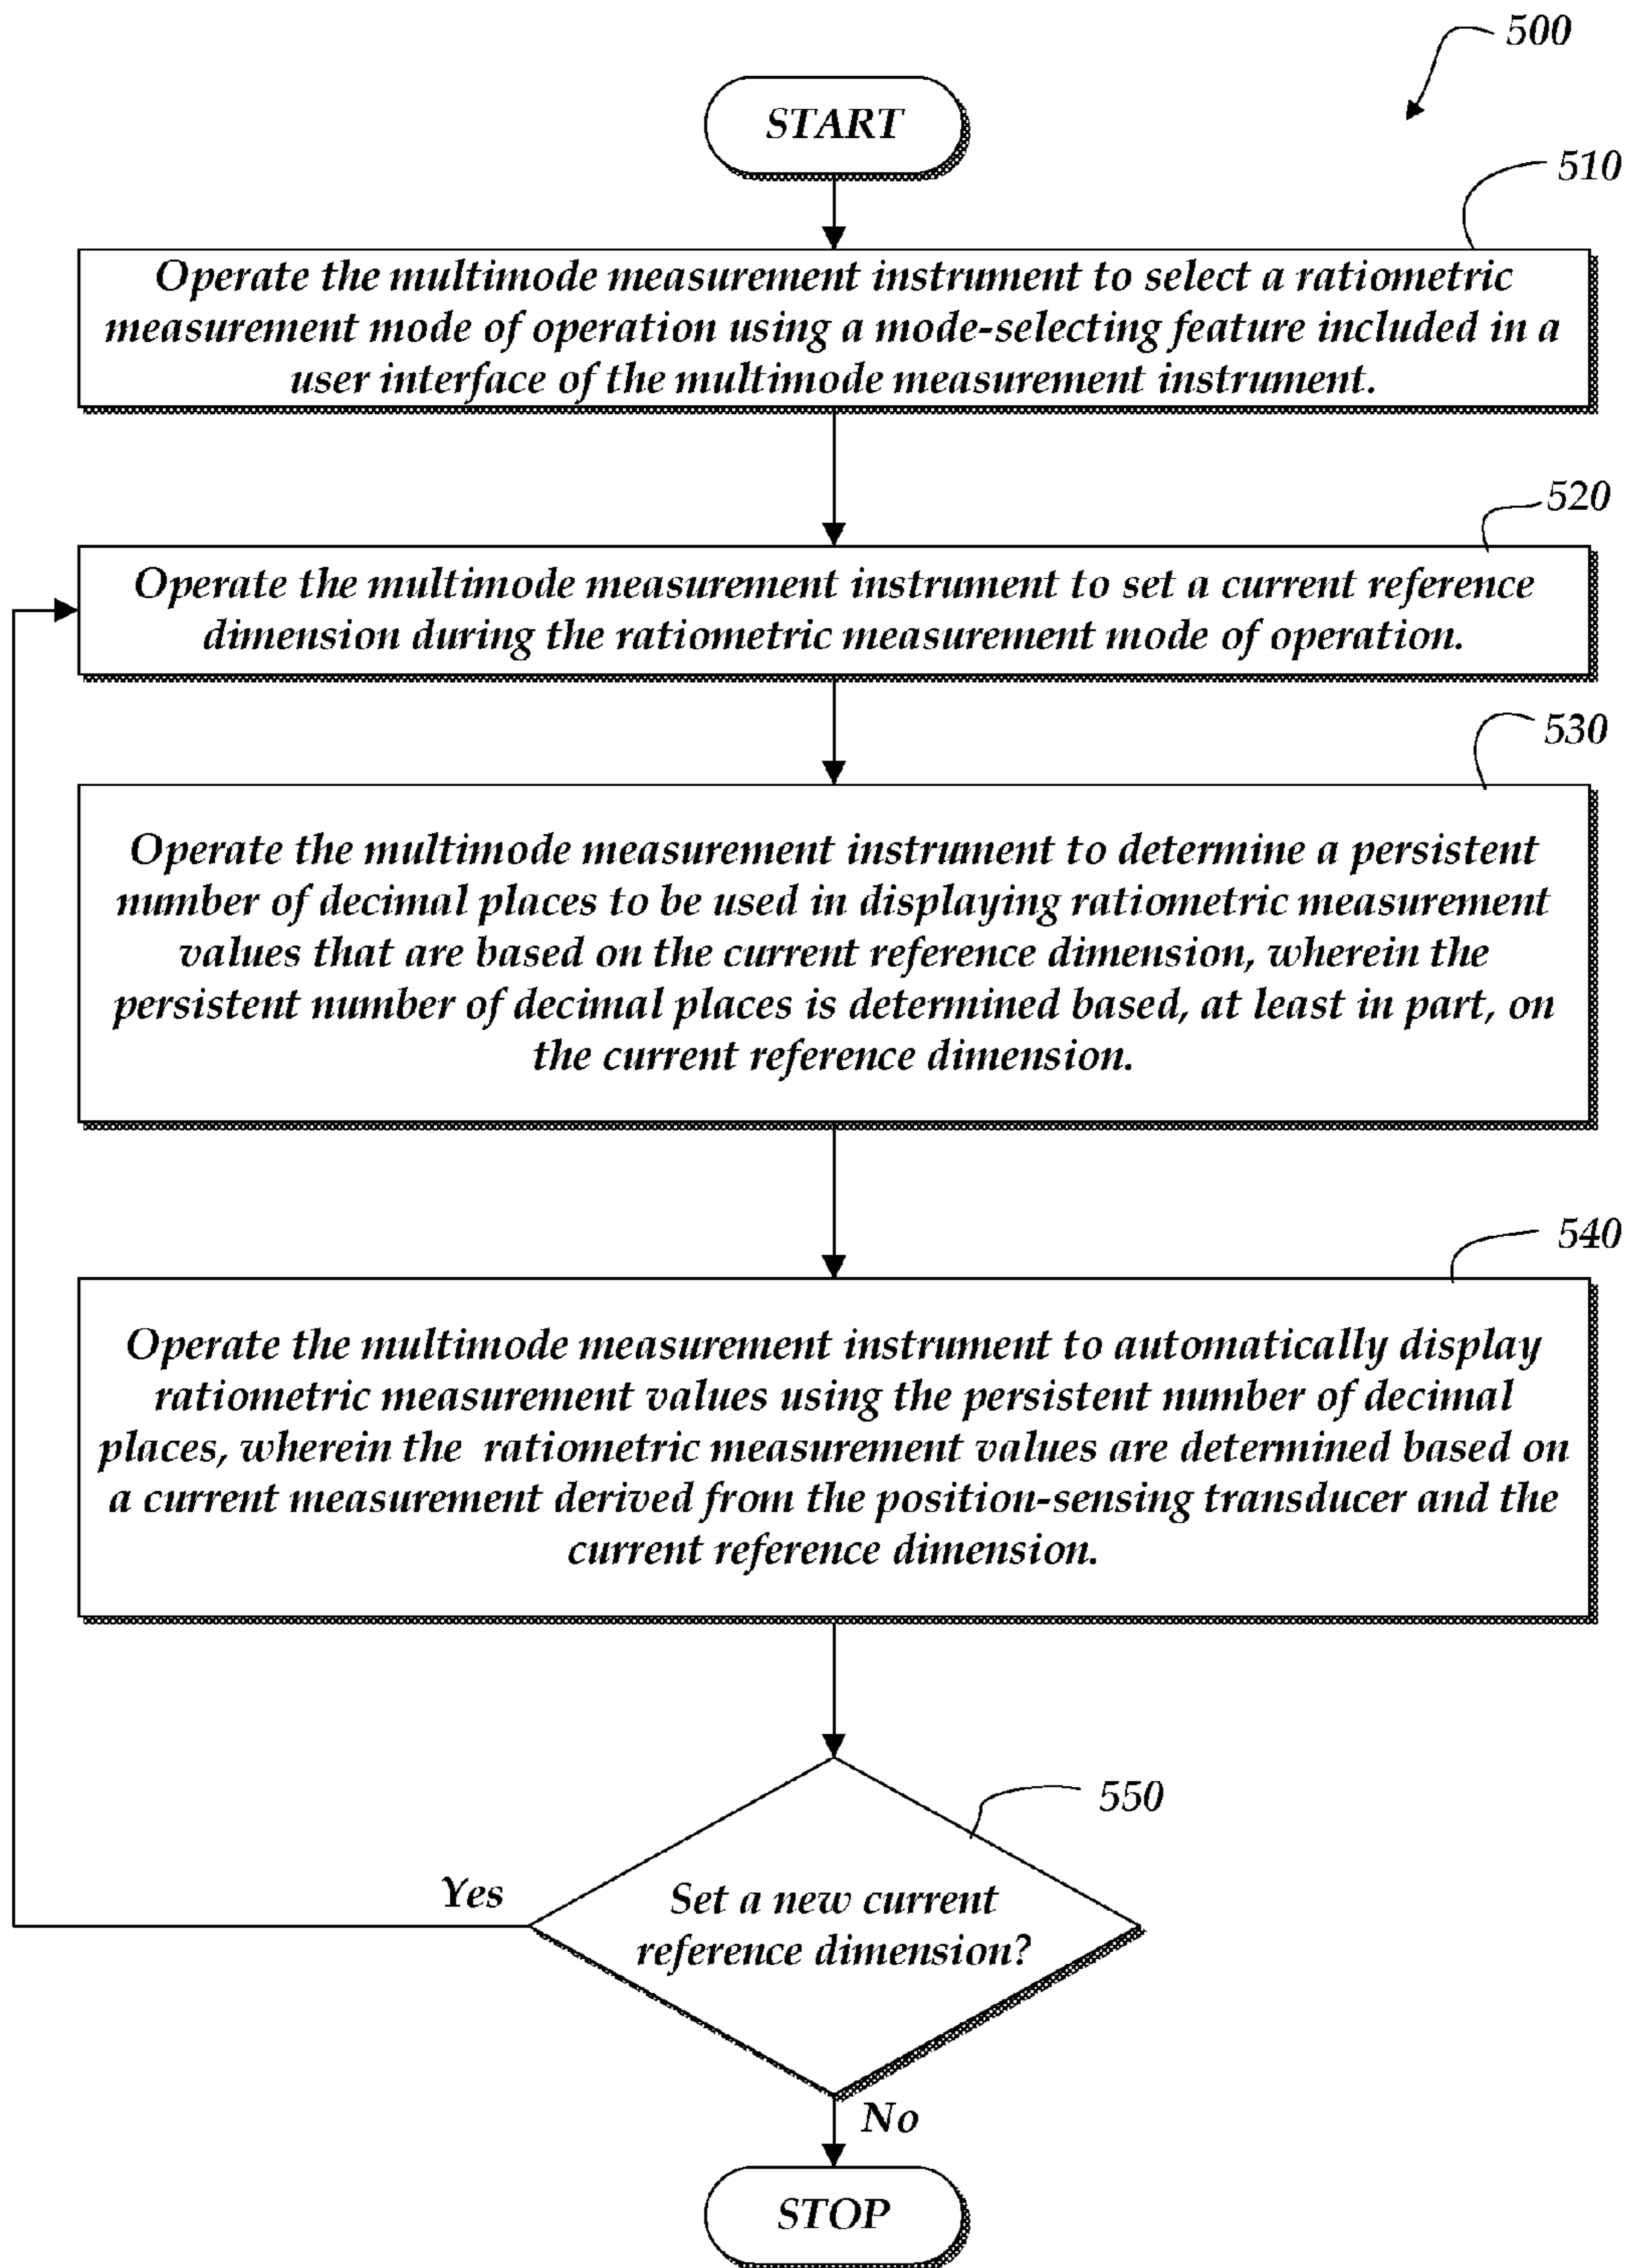 500
START
510
Operate the multimode measurement instrument to select a ratiometric
measurement mode of operation using a mode-selecting feature included in a
user interface of the multimode measurement instrument.
520
Operate the multimode measurement instrument to set a current reference
dimension during the ratiometric measurement mode of operation.
530
Operate the multimode measurement instrument to determine a persistent
number of decimal places to be used in displaying ratiometric measurement
values that are based on the current reference dimension, wherein the
persistent number of decimal places is determined based, at least in part, on
the current reference dimension.
540
Operate the multimode measurement instrument to automatically display
ratiometric measurement values using the persistent number of decimal
places, wherein the ratiometric measurement values are determined based on
a current measurement derived from the position-sensing transducer and the
current reference dimension.
550
Yes
Set a new current
reference dimension?
No
STOP